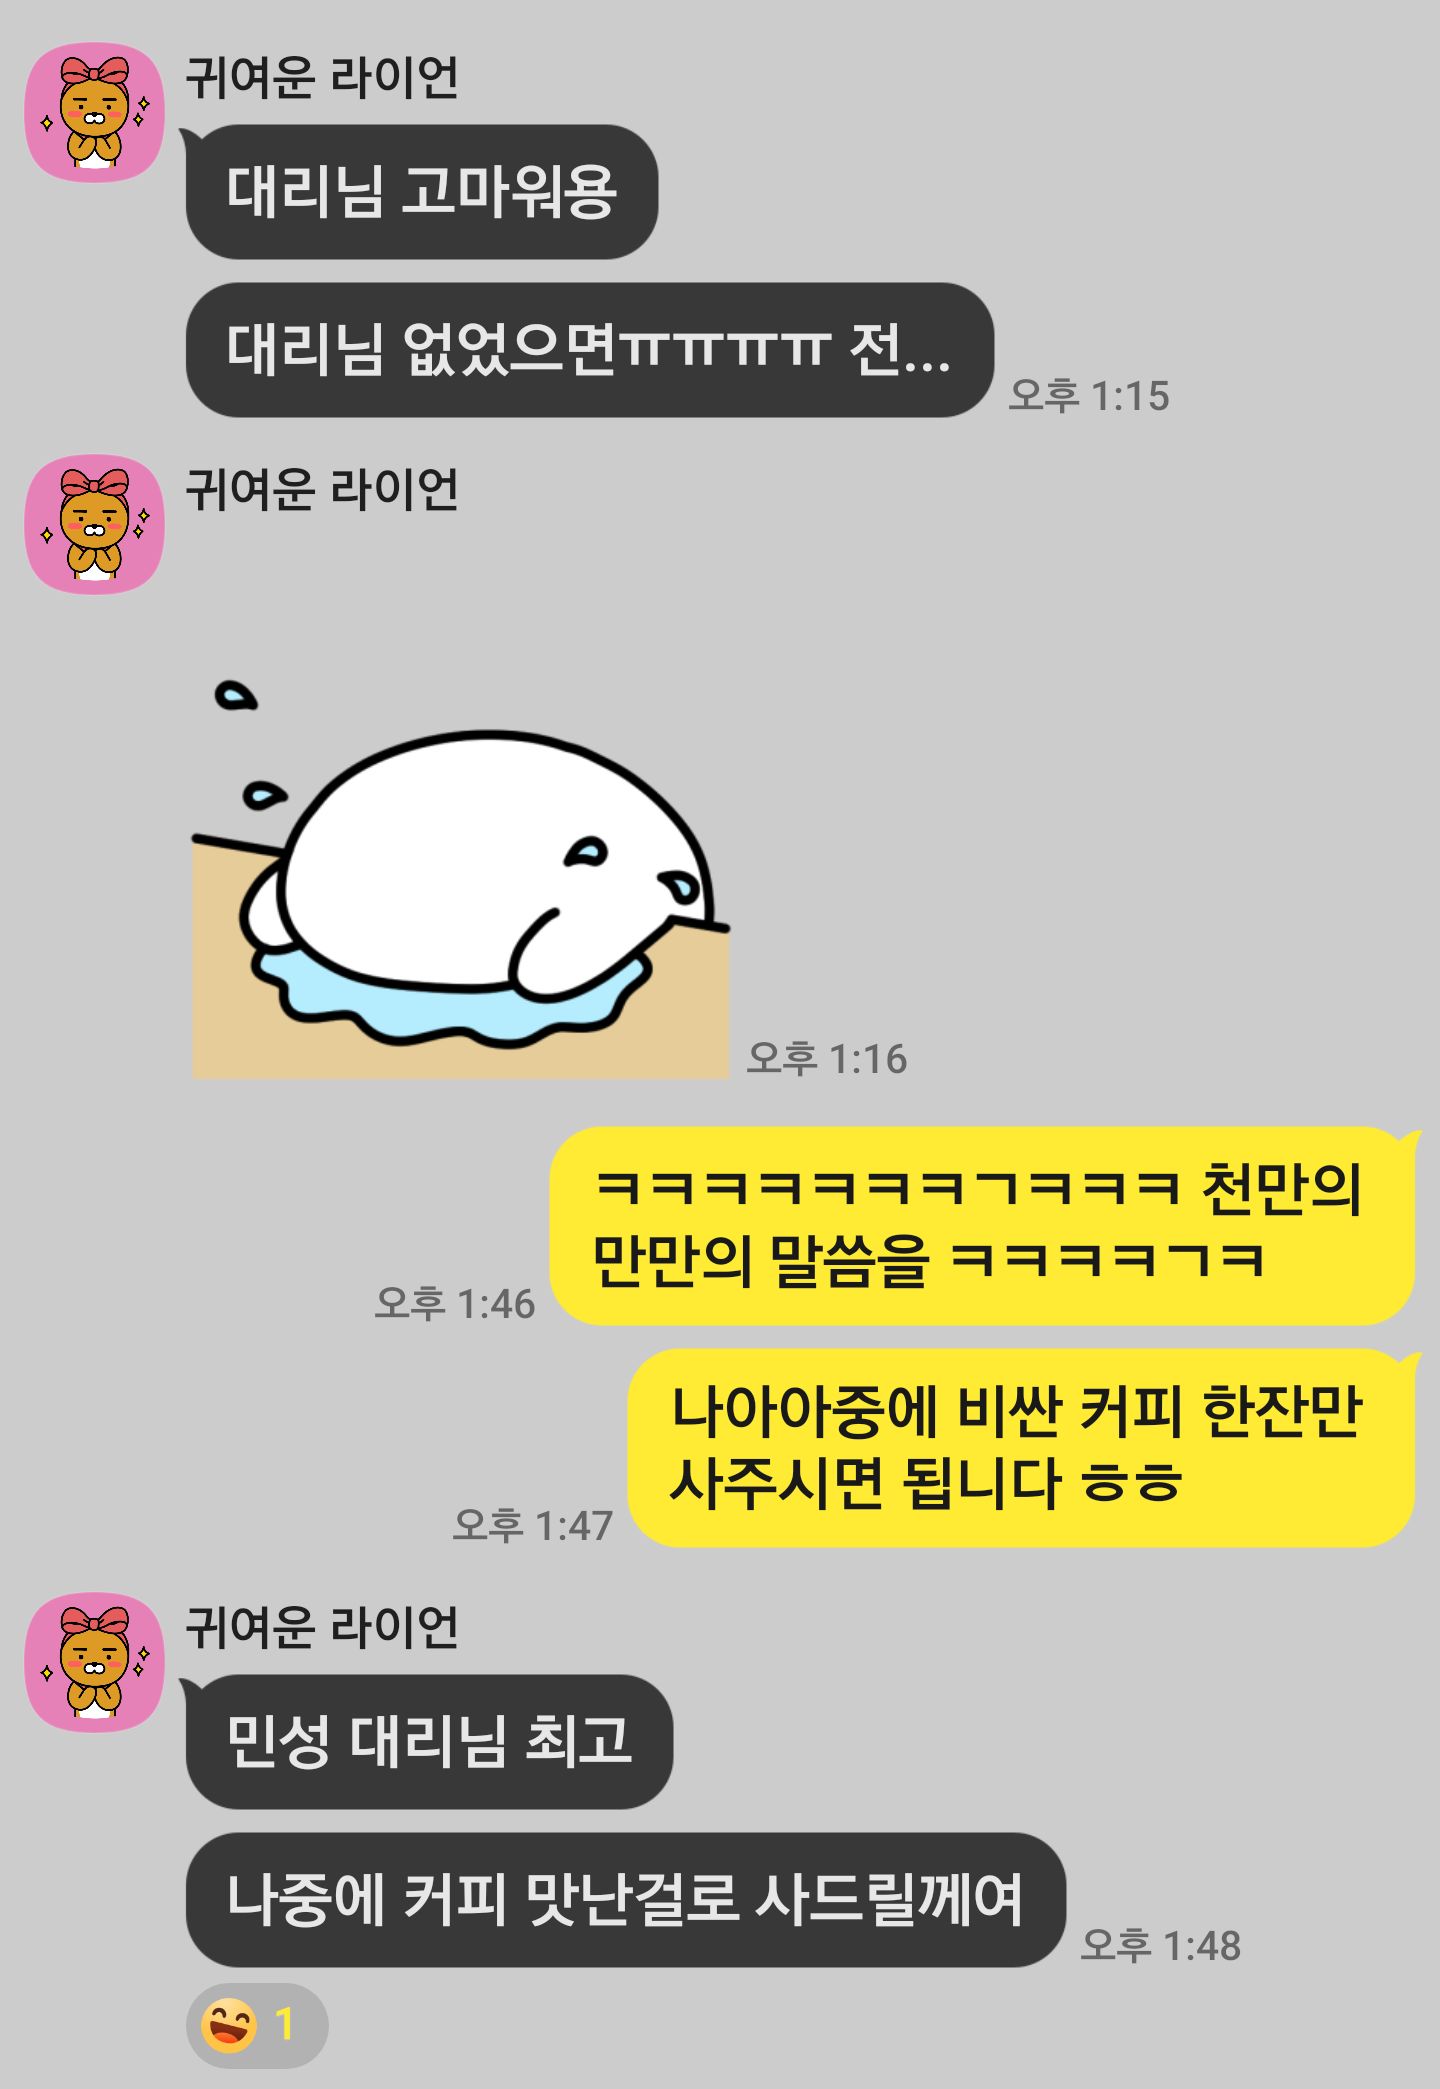 귀여운 라이언
대리님 고마워용
대리님 없었으면ㅠㅠㅠㅠ 전...
오후 1:15
귀여운 라이언
오후 1:16
ㅋㅋㅋㅋㅋㅋㅋㄱㅋㅋㅋ 천만의
만만의 말씀을 ㅋㅋㅋㅋㄱㅋ
오후 1:46
나아아중에 비싼 커피 한잔만
사주시면 됩니다 ㅎㅎ
오후 1:47
귀여운 라이언
민성 대리님 최고
나중에 커피 맛난걸로 사드릴께여
오후 1:48
1